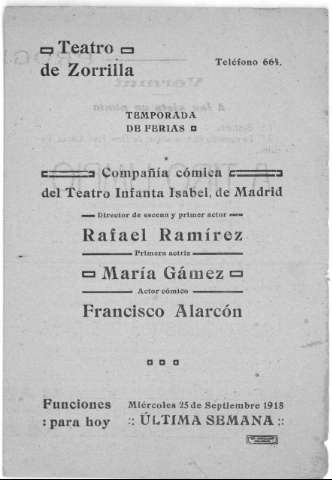 Teatro
de Zorrilla
Teléfono 664.
TEMPORADA
DE FERIAS
Compañía cómica
del Teatro Infanta Isabel, de Madrid
Director de escena y primer actor
Rafael Ramírez
Primera actriz
María Gámez
Actor cómico
Francisco Alarcón
Funciones
: para hoy
Miércoles 25 de Septiembre 1918
:: ÚLTIMA SEMANA ::